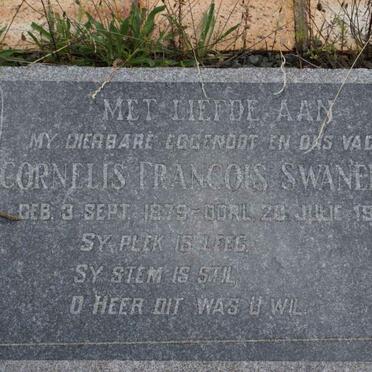 MET LIEFDE AAN
MY DIERBARE EGGENOOT EN ONS VAD
CORNELIS FRANCOIS SWANE
GEB. 3 SEPT. 1879 - OORL. 20 JULIE 19
SY PLEK IS LEEG,
SY STEM IS STIL,
O HEER DIT WAS U WIL.